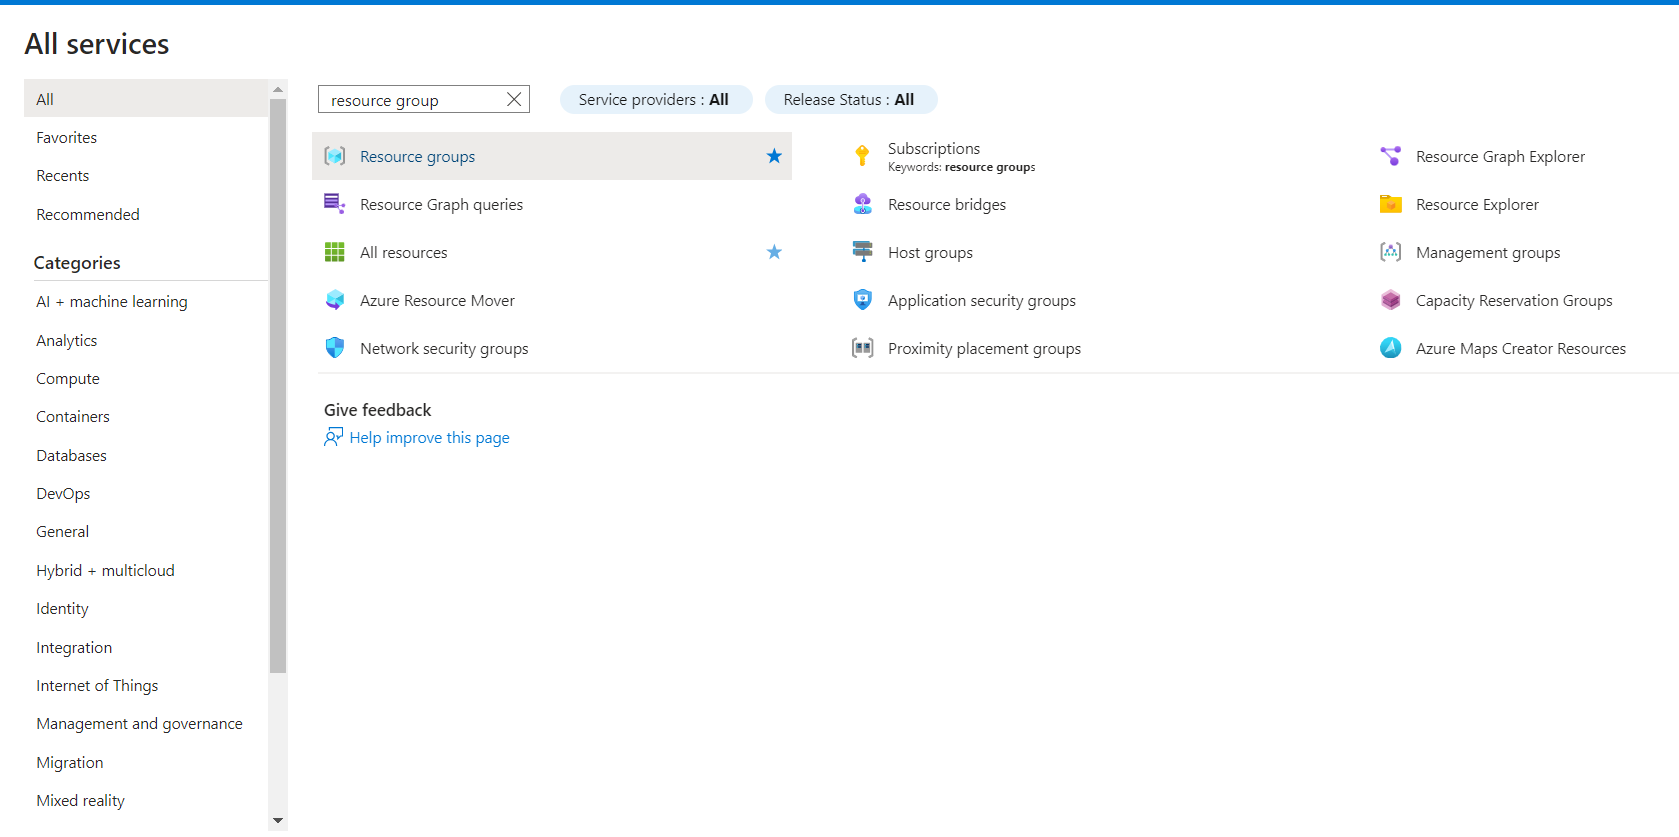 All services
All
Favorites
Recents
Recommended
Categories
AI + machine learning
Analytics
Compute
Containers
Databases
DevOps
General
Hybrid + multicloud
Identity
Integration
Internet of Things
Management and governance
Migration
Mixed reality
resource group
Service providers : All
Release Status : All
Resource groups
Subscriptions
Keywords: resource groups
Resource Graph Explorer
Resource Graph queries
Resource bridges
Resource Explorer
All resources
Host groups
Management groups
Azure Resource Mover
Application security groups
Capacity Reservation Groups
Network security groups
Proximity placement groups
Azure Maps Creator Resources
Give feedback
Help improve this page